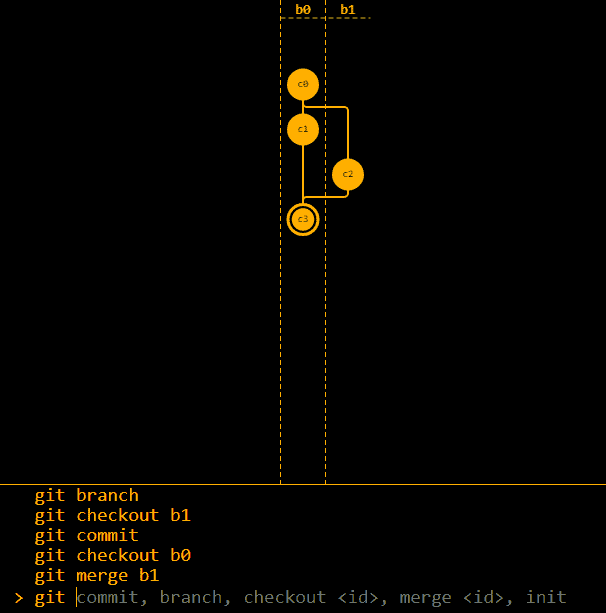 b0 b1
c0
c1
c2
c3
git branch
git checkout b1
git commit
git checkout b0
git merge b1
> git commit, branch, checkout <id>, merge <id>, init